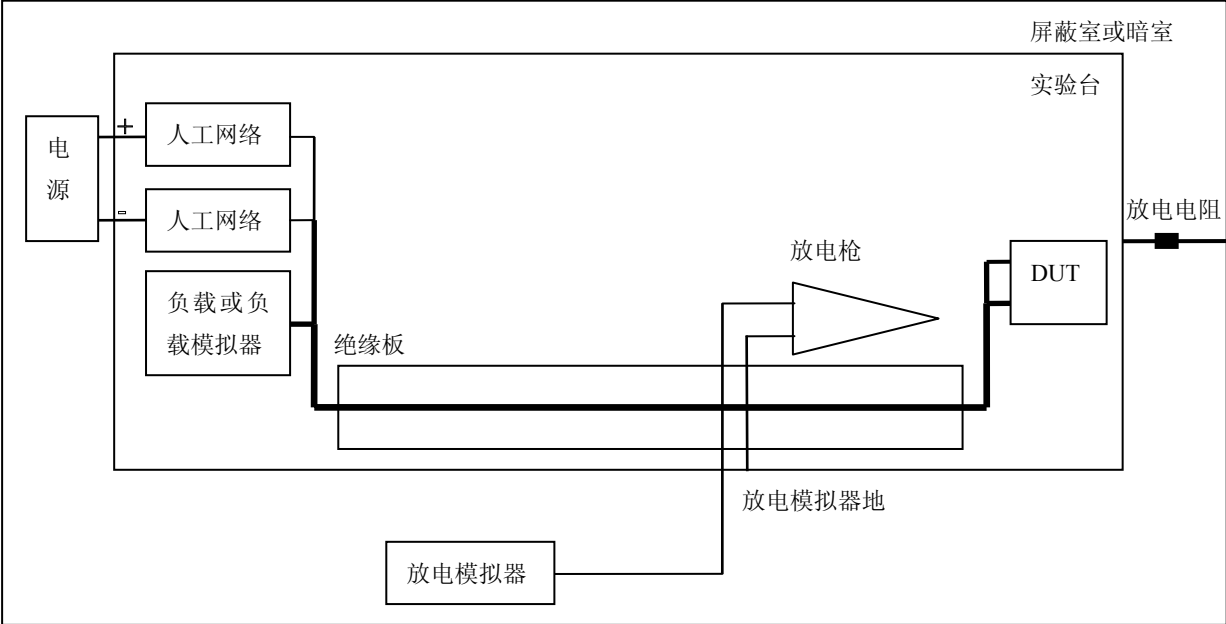 屏蔽室或暗室
实验台
+
人工网络
电
源
-
人工网络
放电电阻
放电枪
DUT
负载或负
载模拟器
绝缘板
放电模拟器地
放电模拟器